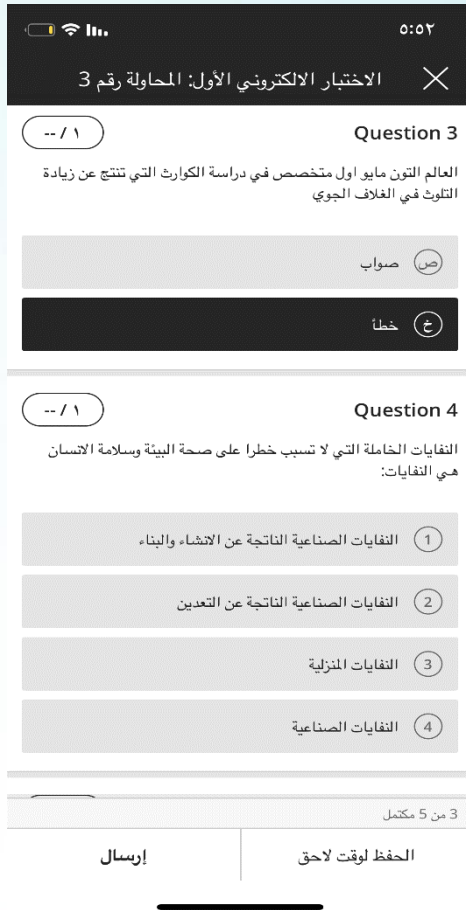 ٥:٥٢
الاختبار الالكتروني الأول: المحاولة رقم 3
Question 3
-- / ١
العالم التون مايو اول متخصص في دراسة الكوارث التي تنتج عن زيادة
التلوث في الغلاف الجوي
ص صواب
خ خطأ
Question 4
-- / ١
النفايات الخاملة التي لا تسبب خطرا على صحة البيئة وسلامة الانسان
هي النفايات:
1 النفايات الصناعية الناتجة عن الانشاء والبناء
2 النفايات الصناعية الناتجة عن التعدين
3 النفايات المنزلية
4 النفايات الصناعية
3 من 5 مكتمل
الحفظ لوقت لاحق
إرسال